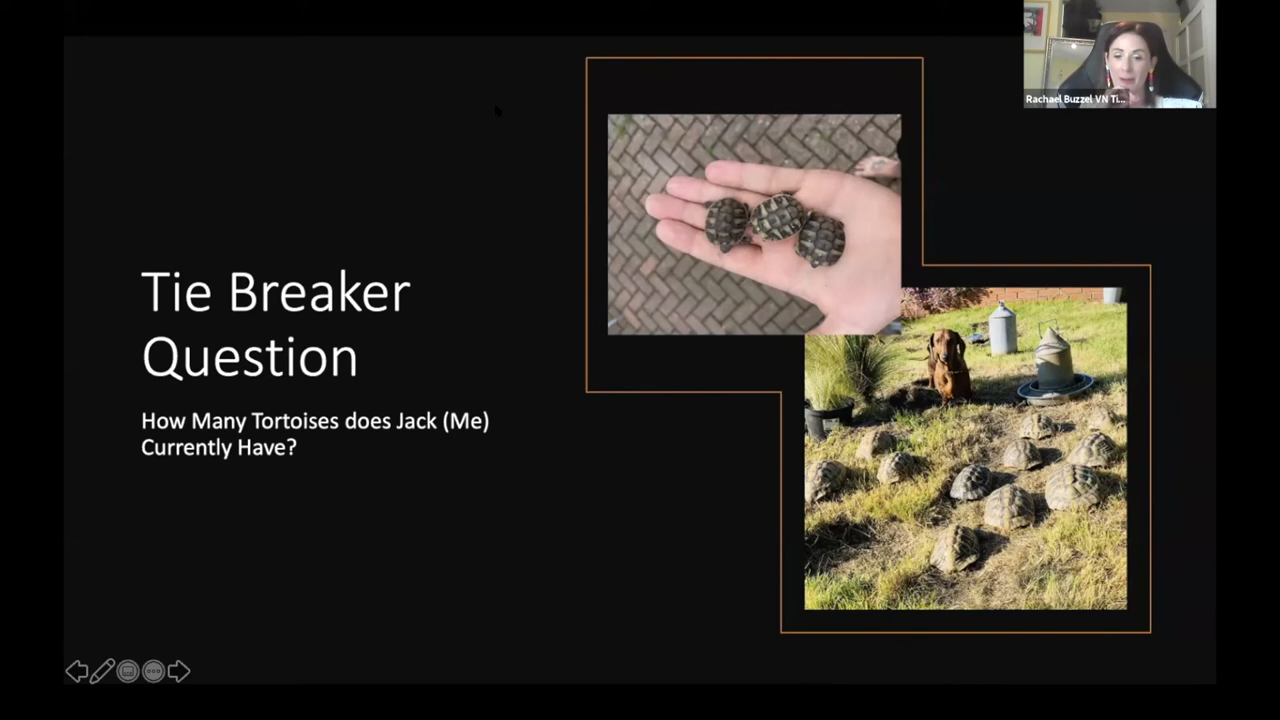 Rachael Buzzel VN Ti...
Tie Breaker
Question
How Many Tortoises does Jack (Me)
Currently Have?